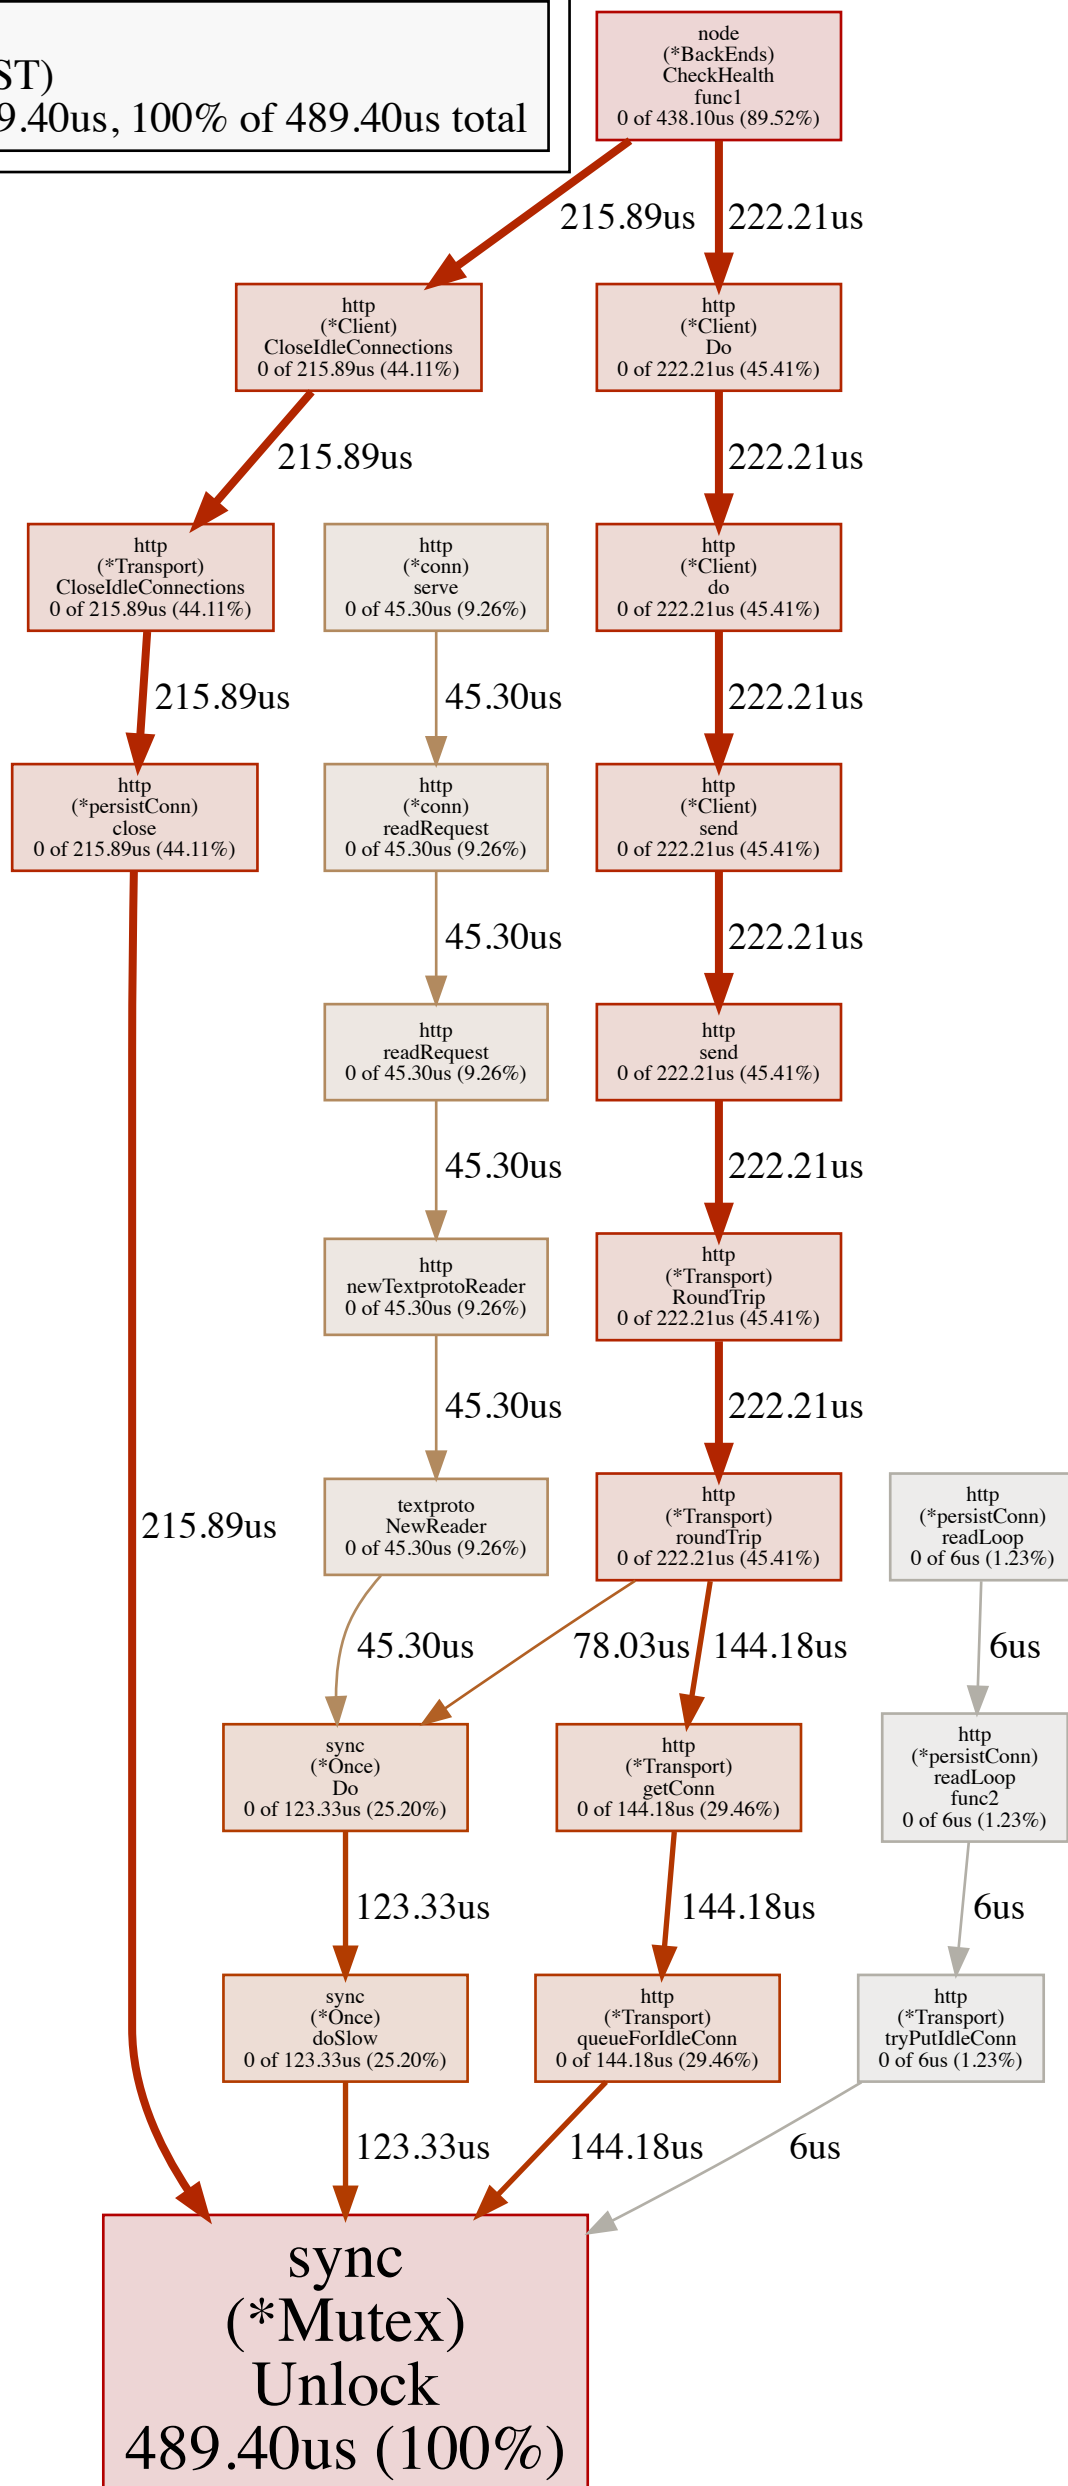 ST)
9.40us, 100% of 489.40us total
node
(*BackEnds)
CheckHealth
func1
0 of 438.10us (89.52%)
215.89us
222.21us
http
(*Client)
CloseIdleConnections
0 of 215.89us (44.11%)
http
(*Client)
Do
0 of 222.21us (45.41%)
215.89us
222.21us
http
(*Transport)
CloseIdleConnections
0 of 215.89us (44.11%)
http
(*conn)
serve
0 of 45.30us (9.26%)
http
(*Client)
do
0 of 222.21us (45.41%)
215.89us
45.30us
222.21us
http
(*persistConn)
close
0 of 215.89us (44.11%)
http
(*conn)
readRequest
0 of 45.30us (9.26%)
http
(*Client)
send
0 of 222.21us (45.41%)
45.30us
222.21us
http
readRequest
0 of 45.30us (9.26%)
http
send
0 of 222.21us (45.41%)
45.30us
222.21us
http
newTextprotoReader
0 of 45.30us (9.26%)
http
(*Transport)
RoundTrip
0 of 222.21us (45.41%)
45.30us
222.21us
215.89us
textproto
NewReader
0 of 45.30us (9.26%)
http
(*Transport)
roundTrip
0 of 222.21us (45.41%)
http
(*persistConn)
readLoop
0 of 6us (1.23%)
45.30us
78.03us
144.18us
6us
sync
(*Once)
Do
0 of 123.33us (25.20%)
http
(*Transport)
getConn
0 of 144.18us (29.46%)
http
(*persistConn)
readLoop
func2
0 of 6us (1.23%)
123.33us
144.18us
6us
sync
(*Once)
doSlow
0 of 123.33us (25.20%)
http
(*Transport)
queueForIdleConn
0 of 144.18us (29.46%)
http
(*Transport)
tryPutIdleConn
0 of 6us (1.23%)
123.33us
144.18us
6us
sync
(*Mutex)
Unlock
489.40us (100%)